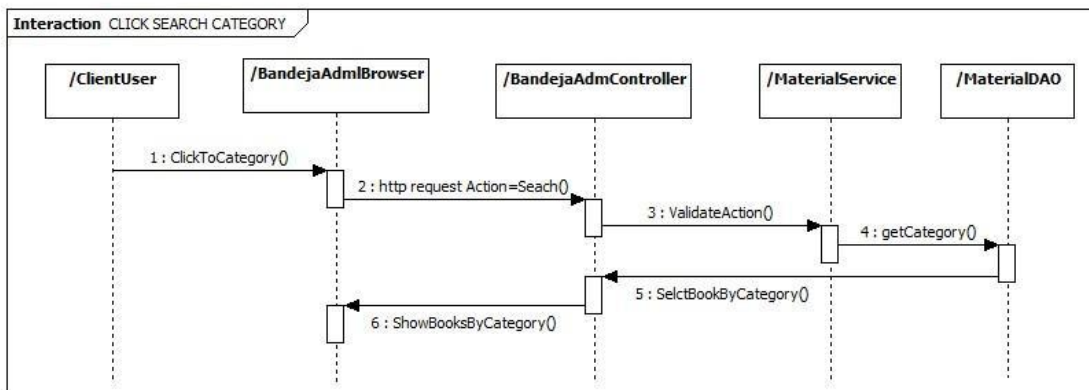 Interaction CLICK SEARCH CATEGORY
/ClientUser
/BandejaAdmlBrowser
/BandejaAdmController
/MaterialService
/MaterialDAO
1 : ClickToCategory()
2 : http request Action=Seach()
3 : ValidateAction()
4 : getCategory()
5 : SelctBookByCategory()
6 : ShowBooksByCategory()